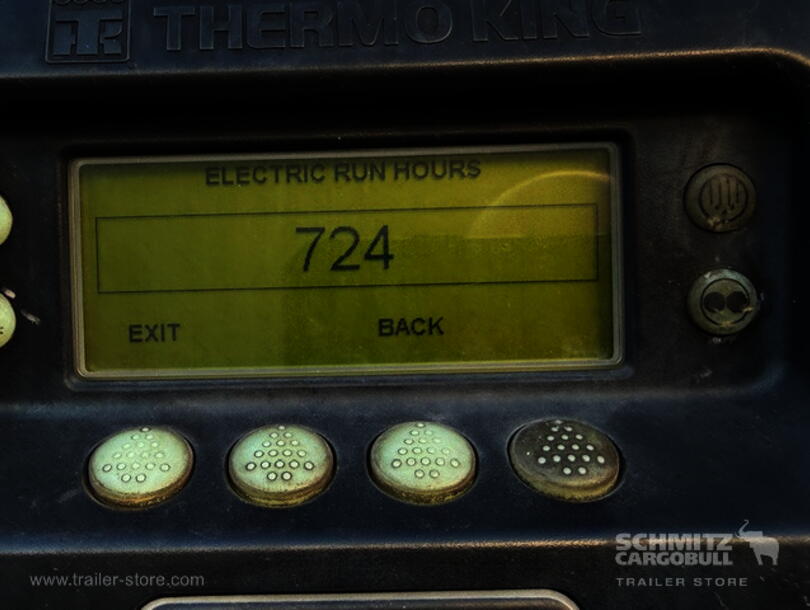 THERMO KING
ELECTRIC RUN HOURS
724
EXIT BACK
SCHMITZ
CARGOBULL
www.trailer-store.com TRAILER STORE